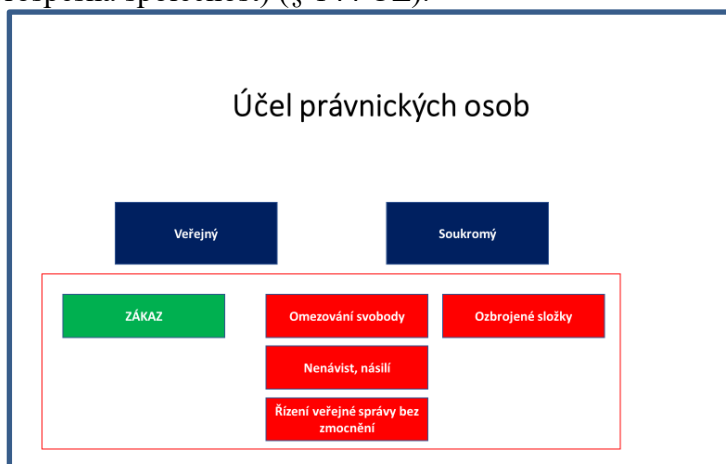 Účel právnických osob
Veřejný
Soukromý
ZÁKAZ
Omezování svobody
Ozbrojené složky
Nenávist, násilí
Řízení veřejné správy bez
zmocnění